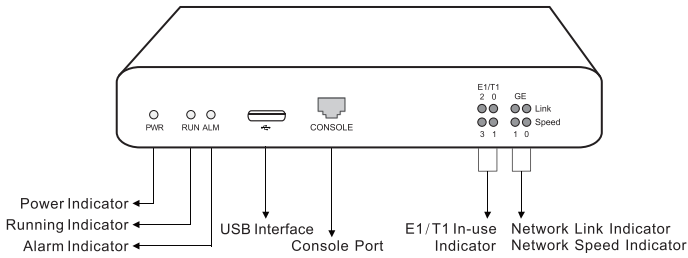 E1/T1
2 0 GE
Link
Speed
3 1 1 0
PWR RUN ALM CONSOLE
Power Indicator
Running Indicator
Alarm Indicator
USB Interface
Console Port
E1/T1 In-use
Indicator
Network Link Indicator
Network Speed Indicator